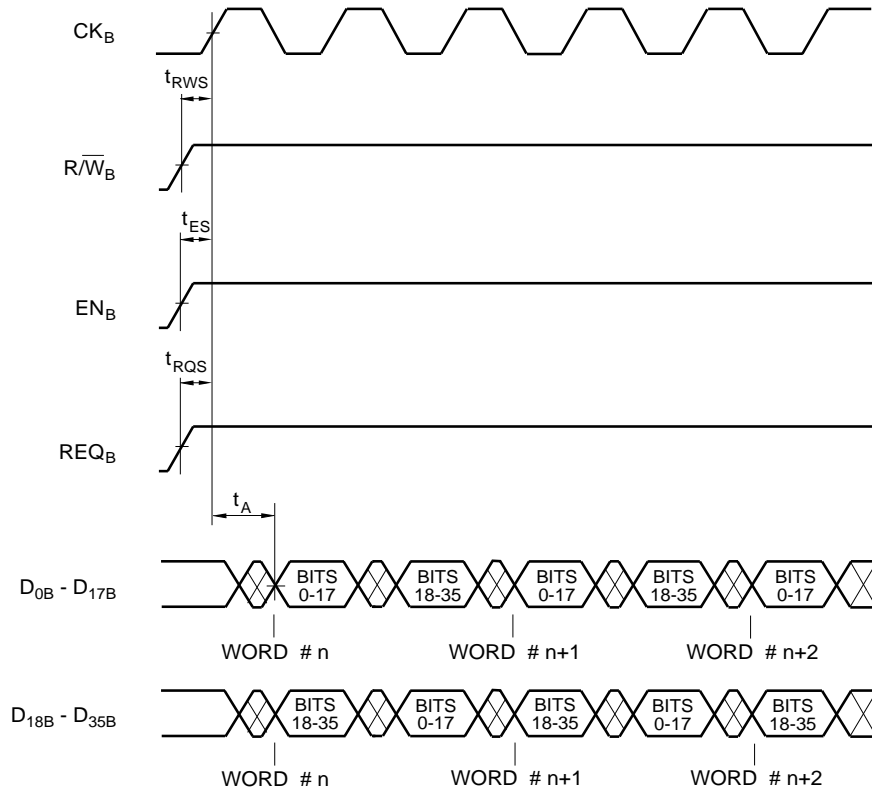 CKB
tRWS
R/W̅B
tES
ENB
tRQS
REQB
tA
D0B - D17B
BITS 0-17
BITS 18-35
BITS 0-17
BITS 18-35
BITS 0-17
WORD # n
WORD # n+1
WORD # n+2
D18B - D35B
BITS 18-35
BITS 0-17
BITS 18-35
BITS 0-17
BITS 18-35
WORD # n
WORD # n+1
WORD # n+2